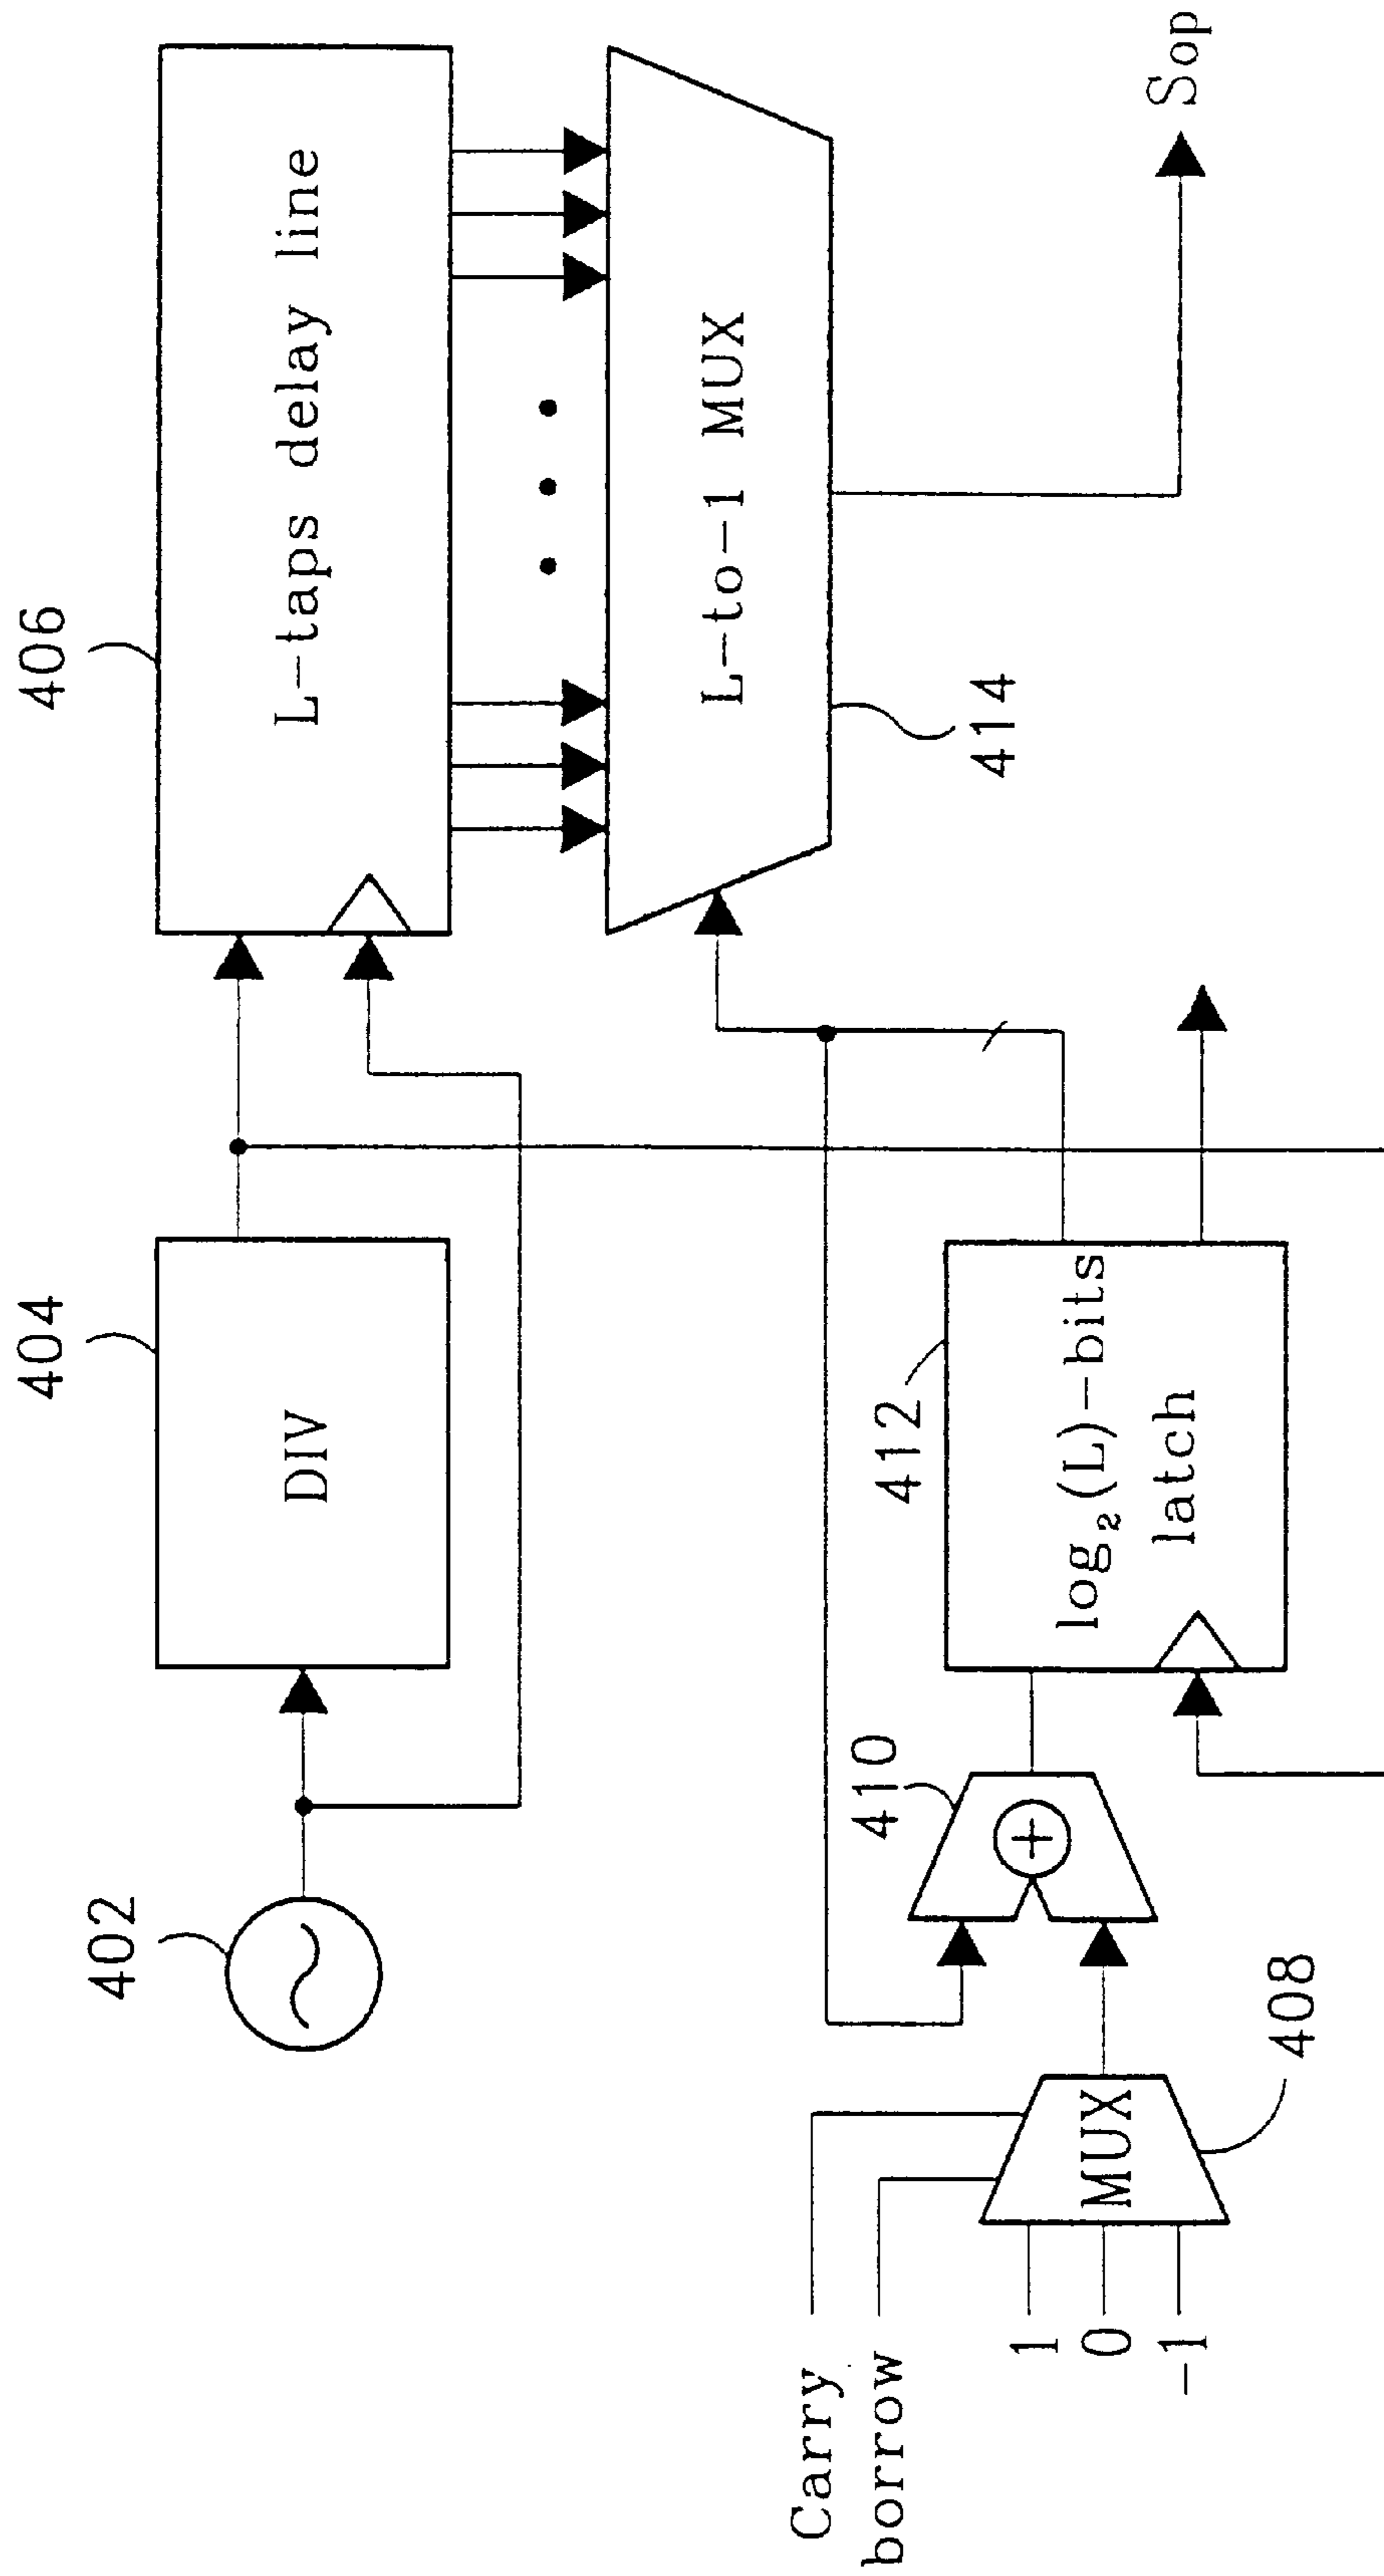 402
404
406
DIV
L-taps delay line
L-to-1 MUX
414
Sop
Carry
borrow
1
0
-1
MUX
408
410
412
log₂(L)-bits
latch